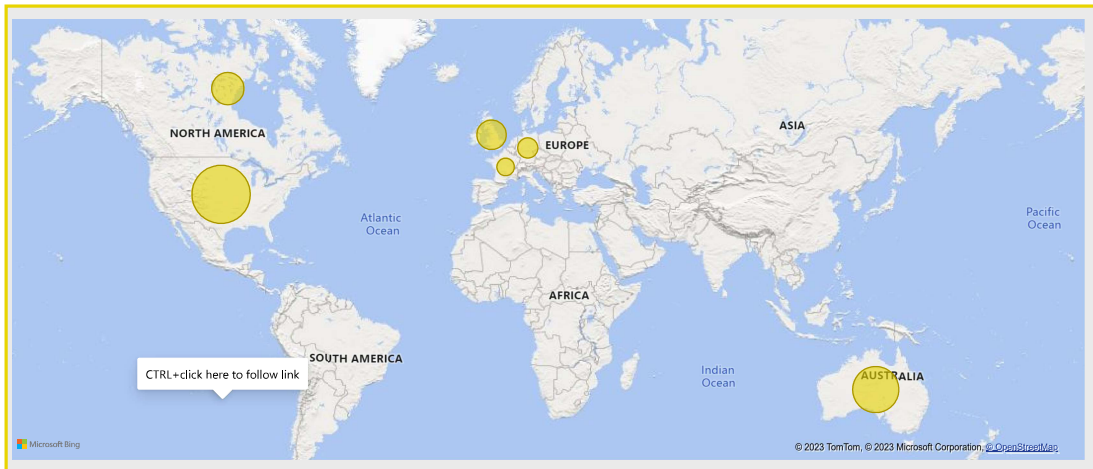 NORTH AMERICA
EUROPE
ASIA
Atlantic
Ocean
Pacific
Ocean
AFRICA
SOUTH AMERICA
CTRL+click here to follow link
Indian
Ocean
AUSTRALIA
Microsoft Bing
© 2023 TomTom, © 2023 Microsoft Corporation, © OpenStreetMap